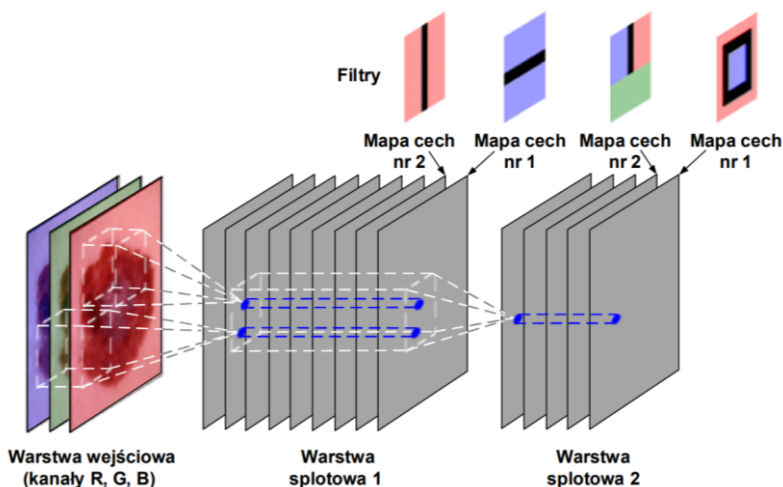 Filtry
Mapa cech
nr 2
Mapa cech
nr 1
Mapa cech
nr 2
Mapa cech
nr 1
Warstwa wejściowa
(kanały R, G, B)
Warstwa
splotowa 1
Warstwa
splotowa 2